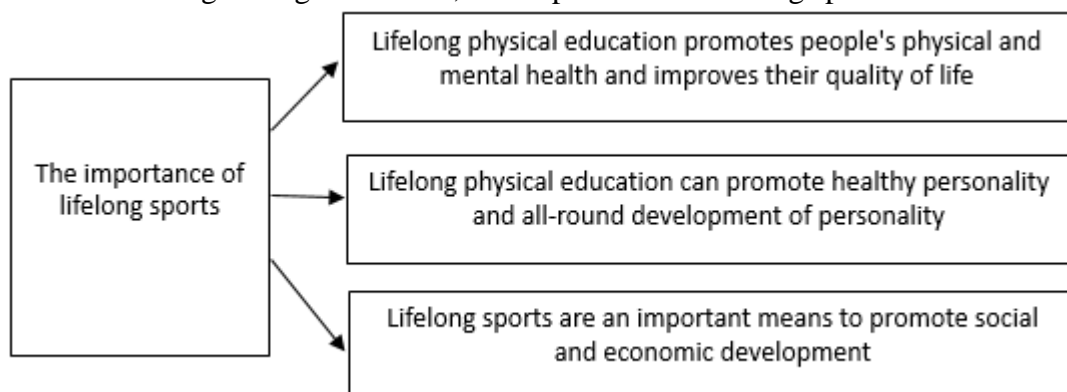 The importance of
lifelong sports
Lifelong physical education promotes people's physical and
mental health and improves their quality of life
Lifelong physical education can promote healthy personality
and all-round development of personality
Lifelong sports are an important means to promote social
and economic development